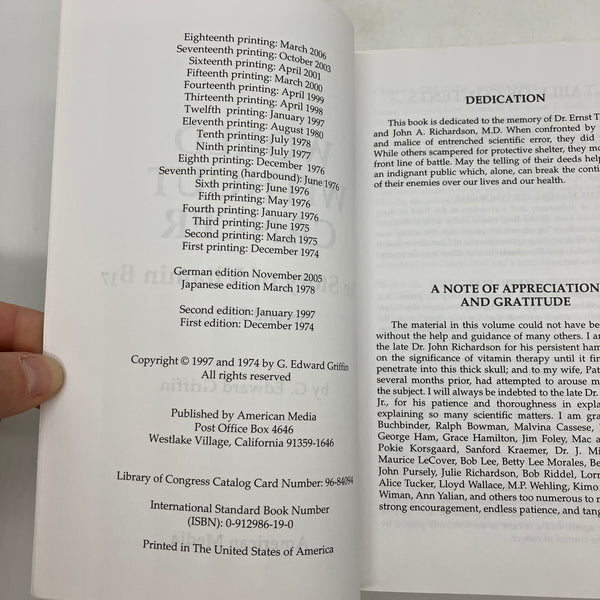 Eighteenth printing: March 2006
Seventeenth printing: October 2003
Sixteenth printing: April 2001
Fifteenth printing: March 2000
Fourteenth printing: April 1999
Thirteenth printing: April 1998
Twelfth printing: January 1997
Eleventh printing: August 1980
Tenth printing: July 1978
Ninth printing: July 1977
Eighth printing: December 1976
Seventh printing (hardbound): June 1976
Sixth printing: June 1976
Fifth printing: May 1976
Fourth printing: January 1976
Third printing: June 1975
Second printing: March 1975
First printing: December 1974
German edition November 2005
Japanese edition March 1978
Second edition: January 1997
First edition: December 1974
Copyright © 1997 and 1974 by G. Edward Griffin
All rights reserved
Published by American Media
Post Office Box 4646
Westlake Village, California 91359-1646
Library of Congress Catalog Card Number: 96-84094
International Standard Book Number
(ISBN): 0-912986-19-0
Printed in The United States of America
DEDICATION
This book is dedicated to the memory of Dr. Ernst T
and John A. Richardson, M.D. When confronted by
and malice of entrenched scientific error, they did
While others scampered for protective shelter, they mo
front line of battle. May the telling of their deeds help
an indignant public which, alone, can break the conti
of their enemies over our lives and our health.
A NOTE OF APPRECIATION
AND GRATITUDE
The material in this volume could not have be
without the help and guidance of many others. I a
the late Dr. John Richardson for his persistent ham
on the significance of vitamin therapy until it fin
penetrate into this thick skull; and to my wife, Pat
several months prior, had attempted to arouse m
the subject. I will always be indebted to the late Dr.
Jr., for his patience and thoroughness in expla
explaining so many scientific matters. I am gra
Buchbinder, Ralph Bowman, Malvina Cassese,
George Ham, Grace Hamilton, Jim Foley, Mac a
Pokie Korsgaard, Sanford Kraemer, Dr. J. Mi
Maurice LeCover, Bob Lee, Betty Lee Morales, Be
John Pursely, Julie Richardson, Bob Riddel, Lor
Alice Tucker, Lloyd Wallace, M.P. Wehling, Kimo
Wiman, Ann Yalian, and others too numerous to
strong encouragement, endless patience, and tang